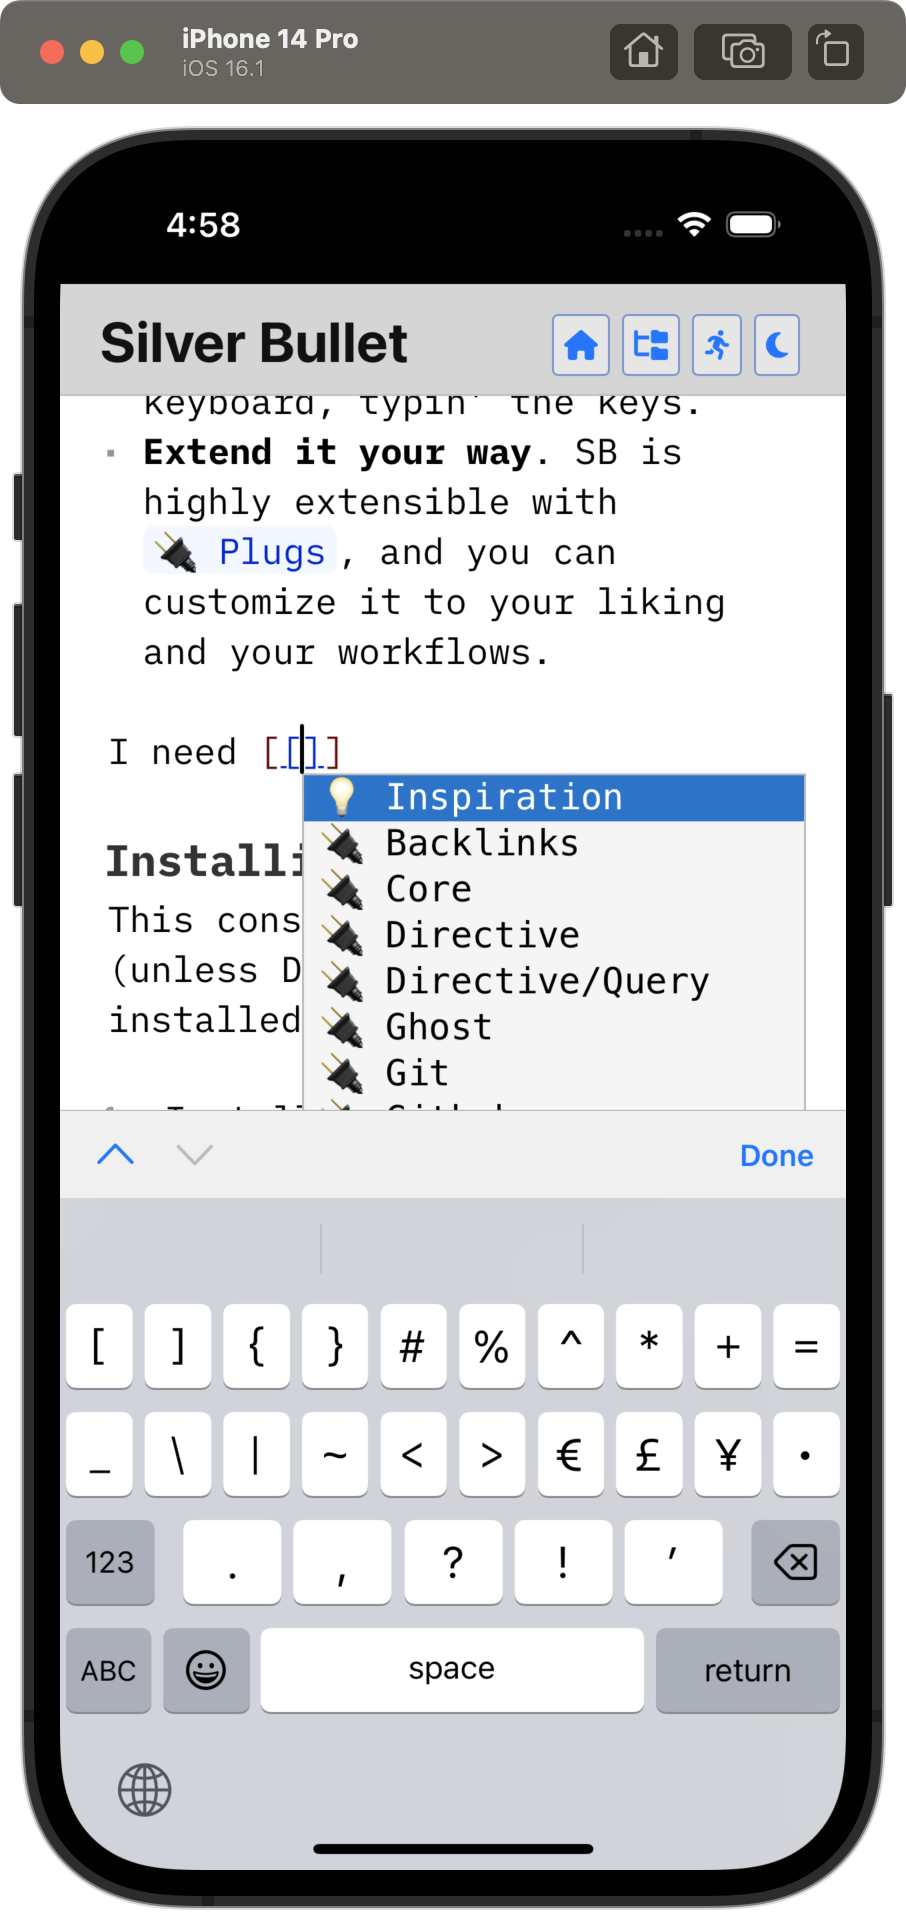 iPhone 14 Pro
iOS 16.1
4:58
Silver Bullet
keyboard, typin' the keys.
Extend it your way. SB is
highly extensible with
🔌 Plugs, and you can
customize it to your liking
and your workflows.
I need [[]]
💡 Inspiration
🔌 Backlinks
Installi
🔌 Core
This cons
🔌 Directive
(unless D
🔌 Directive/Query
installed
🔌 Ghost
🔌 Git
Done
[ ] { } # % ^ * + =
_ \ | ~ < > € £ ¥ •
123 . , ? ! ′
ABC space return